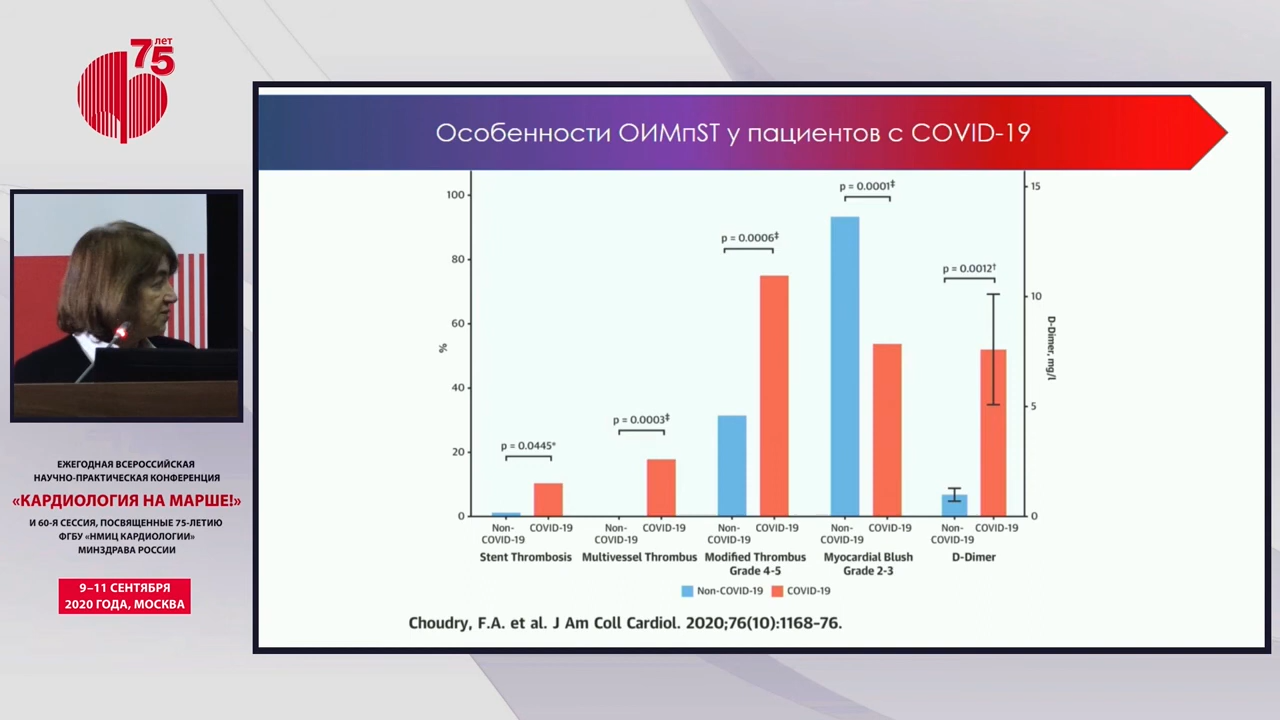 75 лет
ЕЖЕГОДНАЯ ВСЕРОССИЙСКАЯ
НАУЧНО-ПРАКТИЧЕСКАЯ КОНФЕРЕНЦИЯ
«КАРДИОЛОГИЯ НА МАРШЕ!»
И 60-Я СЕССИЯ, ПОСВЯЩЕННЫЕ 75-ЛЕТИЮ
ФГБУ «НМИЦ КАРДИОЛОГИИ»
МИНЗДРАВА РОССИИ
9–11 СЕНТЯБРЯ
2020 ГОДА, МОСКВА
Особенности ОИМпST у пациентов с COVID-19
%
100
80
60
40
20
0
p = 0.0445*
p = 0.0003‡
p = 0.0006‡
p = 0.0001‡
p = 0.0012†
15
10
5
0
D-Dimer, mg/l
Non-COVID-19 COVID-19 Non-COVID-19 COVID-19 Non-COVID-19 COVID-19 Non-COVID-19 COVID-19 Non-COVID-19 COVID-19
Stent Thrombosis Multivessel Thrombus Modified Thrombus Myocardial Blush D-Dimer
Grade 4-5 Grade 2-3
Non-COVID-19 COVID-19
Choudry, F.A. et al. J Am Coll Cardiol. 2020;76(10):1168-76.